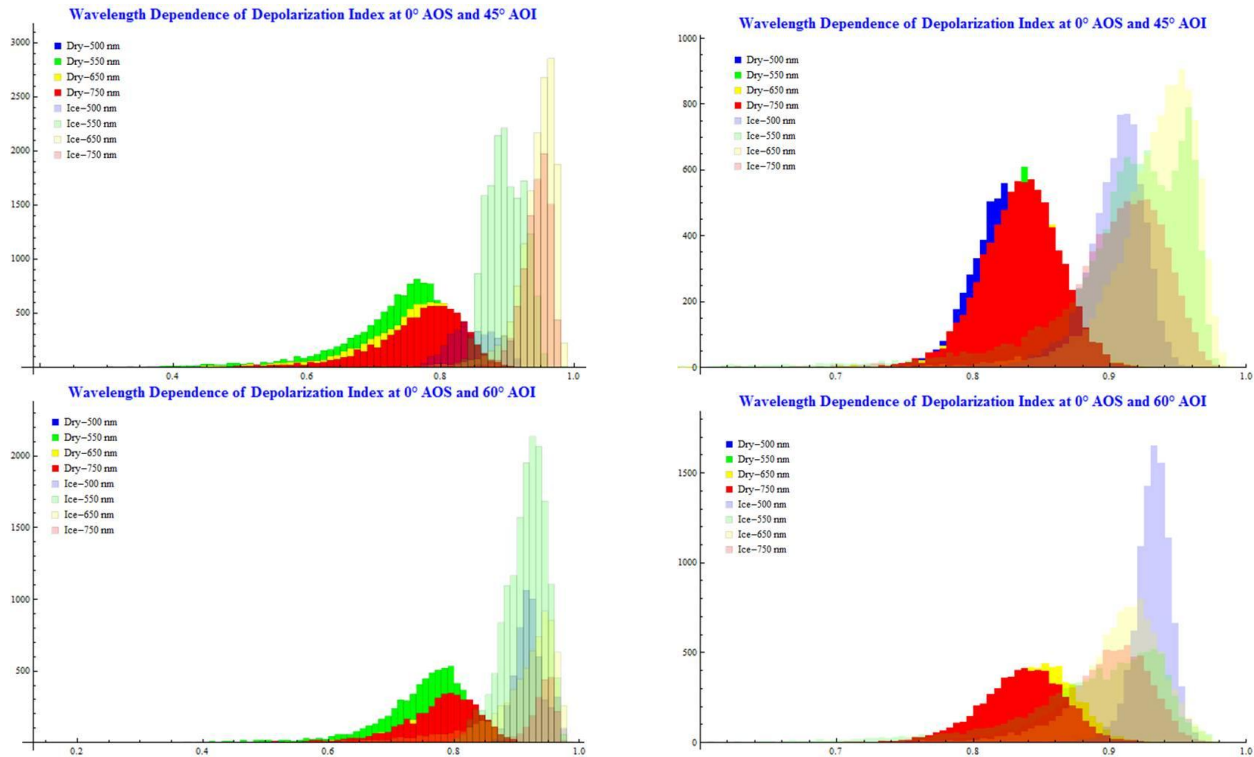 Wavelength Dependence of Depolarization Index at 0° AOS and 45° AOI
3000
2500
2000
1500
1000
500
Dry−500 nm
Dry−550 nm
Dry−650 nm
Dry−750 nm
Ice−500 nm
Ice−550 nm
Ice−650 nm
Ice−750 nm
0.4
0.6
0.8
1.0
Wavelength Dependence of Depolarization Index at 0° AOS and 45° AOI
1000
800
600
400
200
0
Dry−500 nm
Dry−550 nm
Dry−650 nm
Dry−750 nm
Ice−500 nm
Ice−550 nm
Ice−650 nm
Ice−750 nm
0.7
0.8
0.9
1.0
Wavelength Dependence of Depolarization Index at 0° AOS and 60° AOI
2000
1500
1000
500
Dry−500 nm
Dry−550 nm
Dry−650 nm
Dry−750 nm
Ice−500 nm
Ice−550 nm
Ice−650 nm
Ice−750 nm
0.2
0.4
0.6
0.8
1.0
Wavelength Dependence of Depolarization Index at 0° AOS and 60° AOI
1500
1000
500
0
Dry−500 nm
Dry−550 nm
Dry−650 nm
Dry−750 nm
Ice−500 nm
Ice−550 nm
Ice−650 nm
Ice−750 nm
0.7
0.8
0.9
1.0